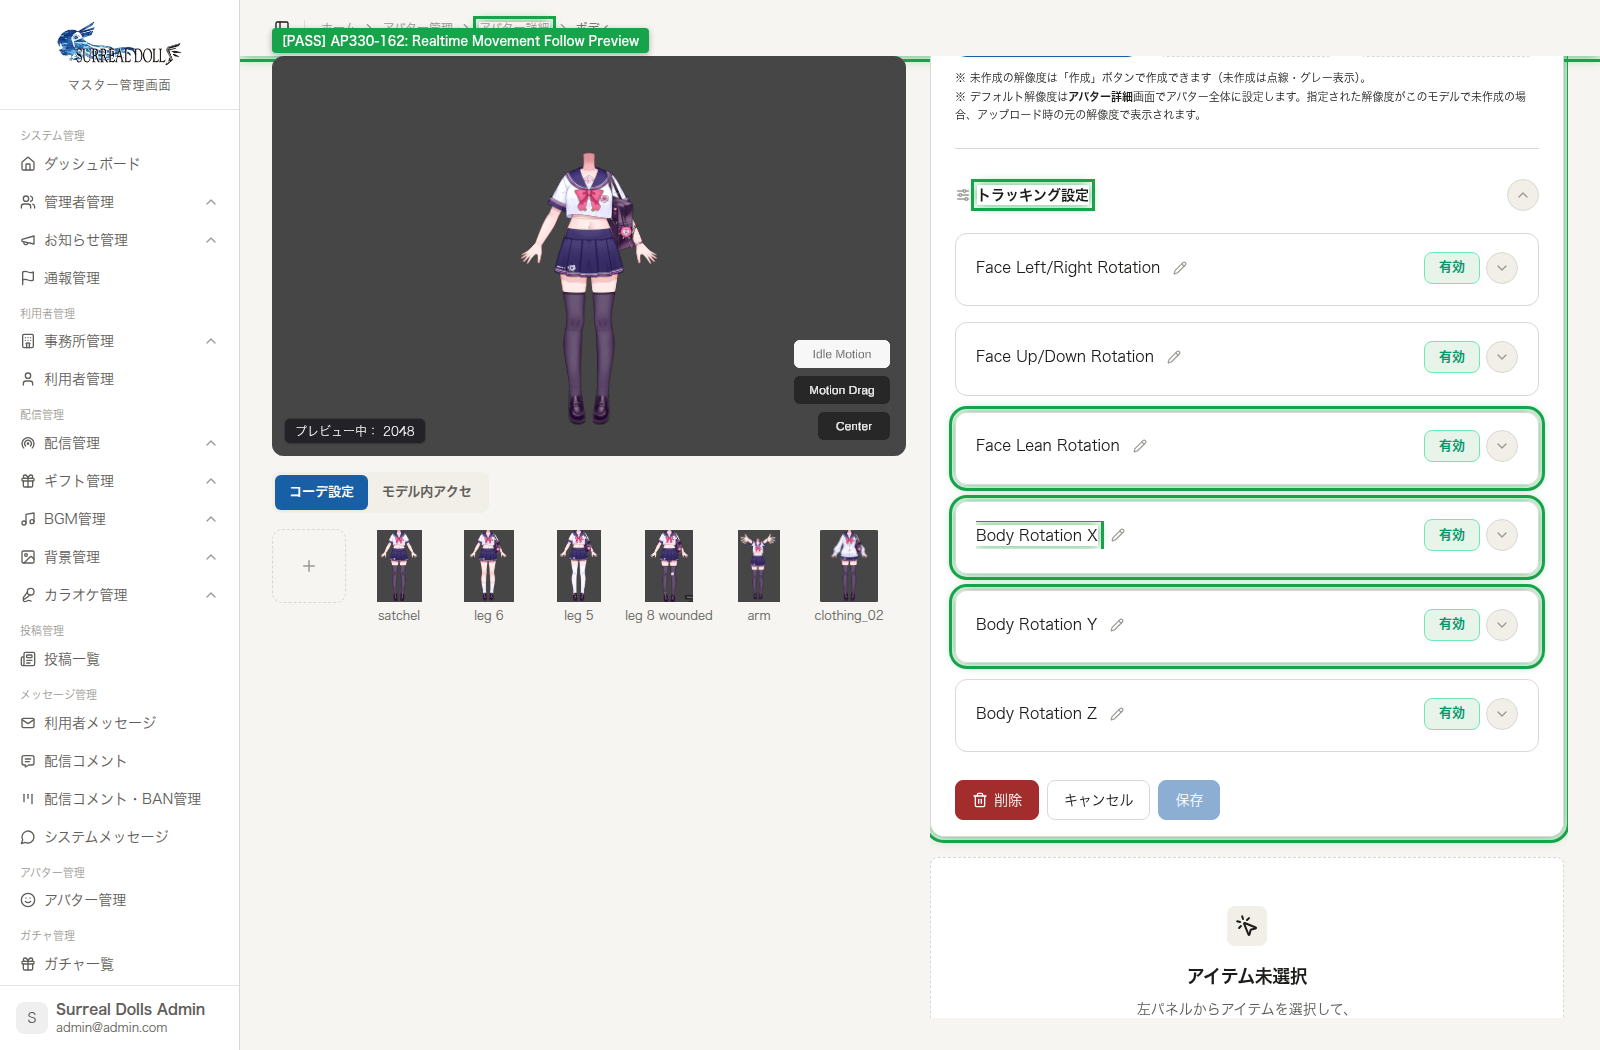 SURREAL DOLL
マスター管理画面
システム管理
ダッシュボード
管理者管理
お知らせ管理
通報管理
利用者管理
事務所管理
利用者管理
配信管理
配信管理
ギフト管理
BGM管理
背景管理
カラオケ管理
投稿管理
投稿一覧
メッセージ管理
利用者メッセージ
配信コメント
配信コメント・BAN管理
システムメッセージ
アバター管理
アバター管理
ガチャ管理
ガチャ一覧
S
Surreal Dolls Admin
admin@admin.com
ホーム
アバター管理
アバター詳細
ボディ
[PASS] AP330-162: Realtime Movement Follow Preview
Idle Motion
Motion Drag
Center
プレビュー中： 2048
コーデ設定
モデル内アクセ
satchel
leg 6
leg 5
leg 8 wounded
arm
clothing_02
※ 未作成の解像度は「作成」ボタンで作成できます（未作成は点線・グレー表示）。
※ デフォルト解像度はアバター詳細画面でアバター全体に設定します。指定された解像度がこのモデルで未作成の場
合、アップロード時の元の解像度で表示されます。
トラッキング設定
Face Left/Right Rotation
有効
Face Up/Down Rotation
有効
Face Lean Rotation
有効
Body Rotation X
有効
Body Rotation Y
有効
Body Rotation Z
有効
削除
キャンセル
保存
アイテム未選択
左パネルからアイテムを選択して、